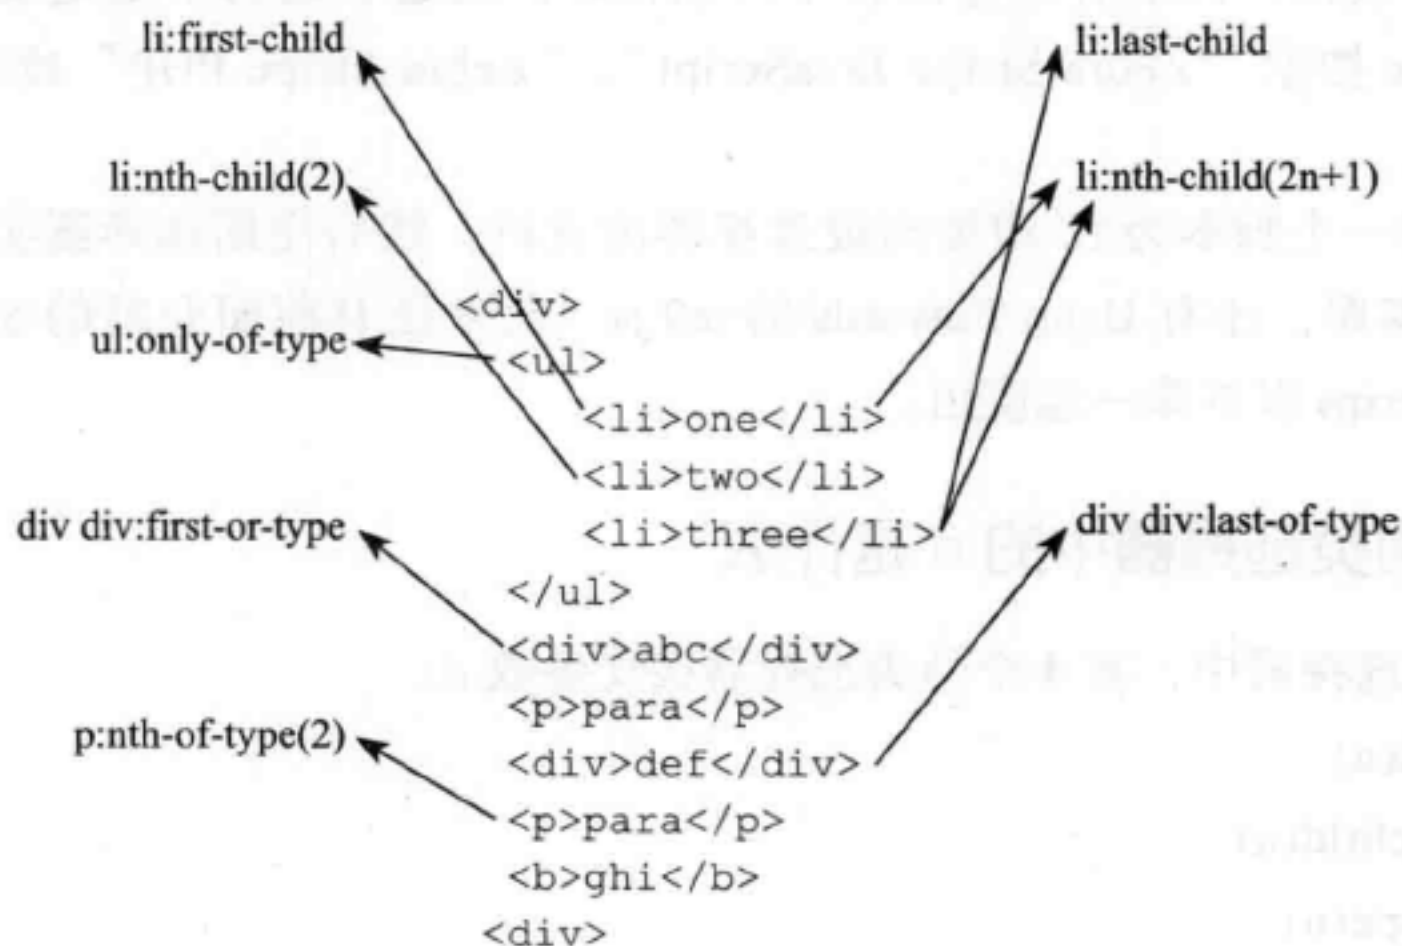 li:first-child
li:last-child
li:nth-child(2)
li:nth-child(2n+1)
<div>
ul:only-of-type
<ul>
<li>one</li>
<li>two</li>
div div:first-or-type
<li>three</li>
div div:last-of-type
</ul>
<div>abc</div>
<p>para</p>
p:nth-of-type(2)
<div>def</div>
<p>para</p>
<b>ghi</b>
<div>